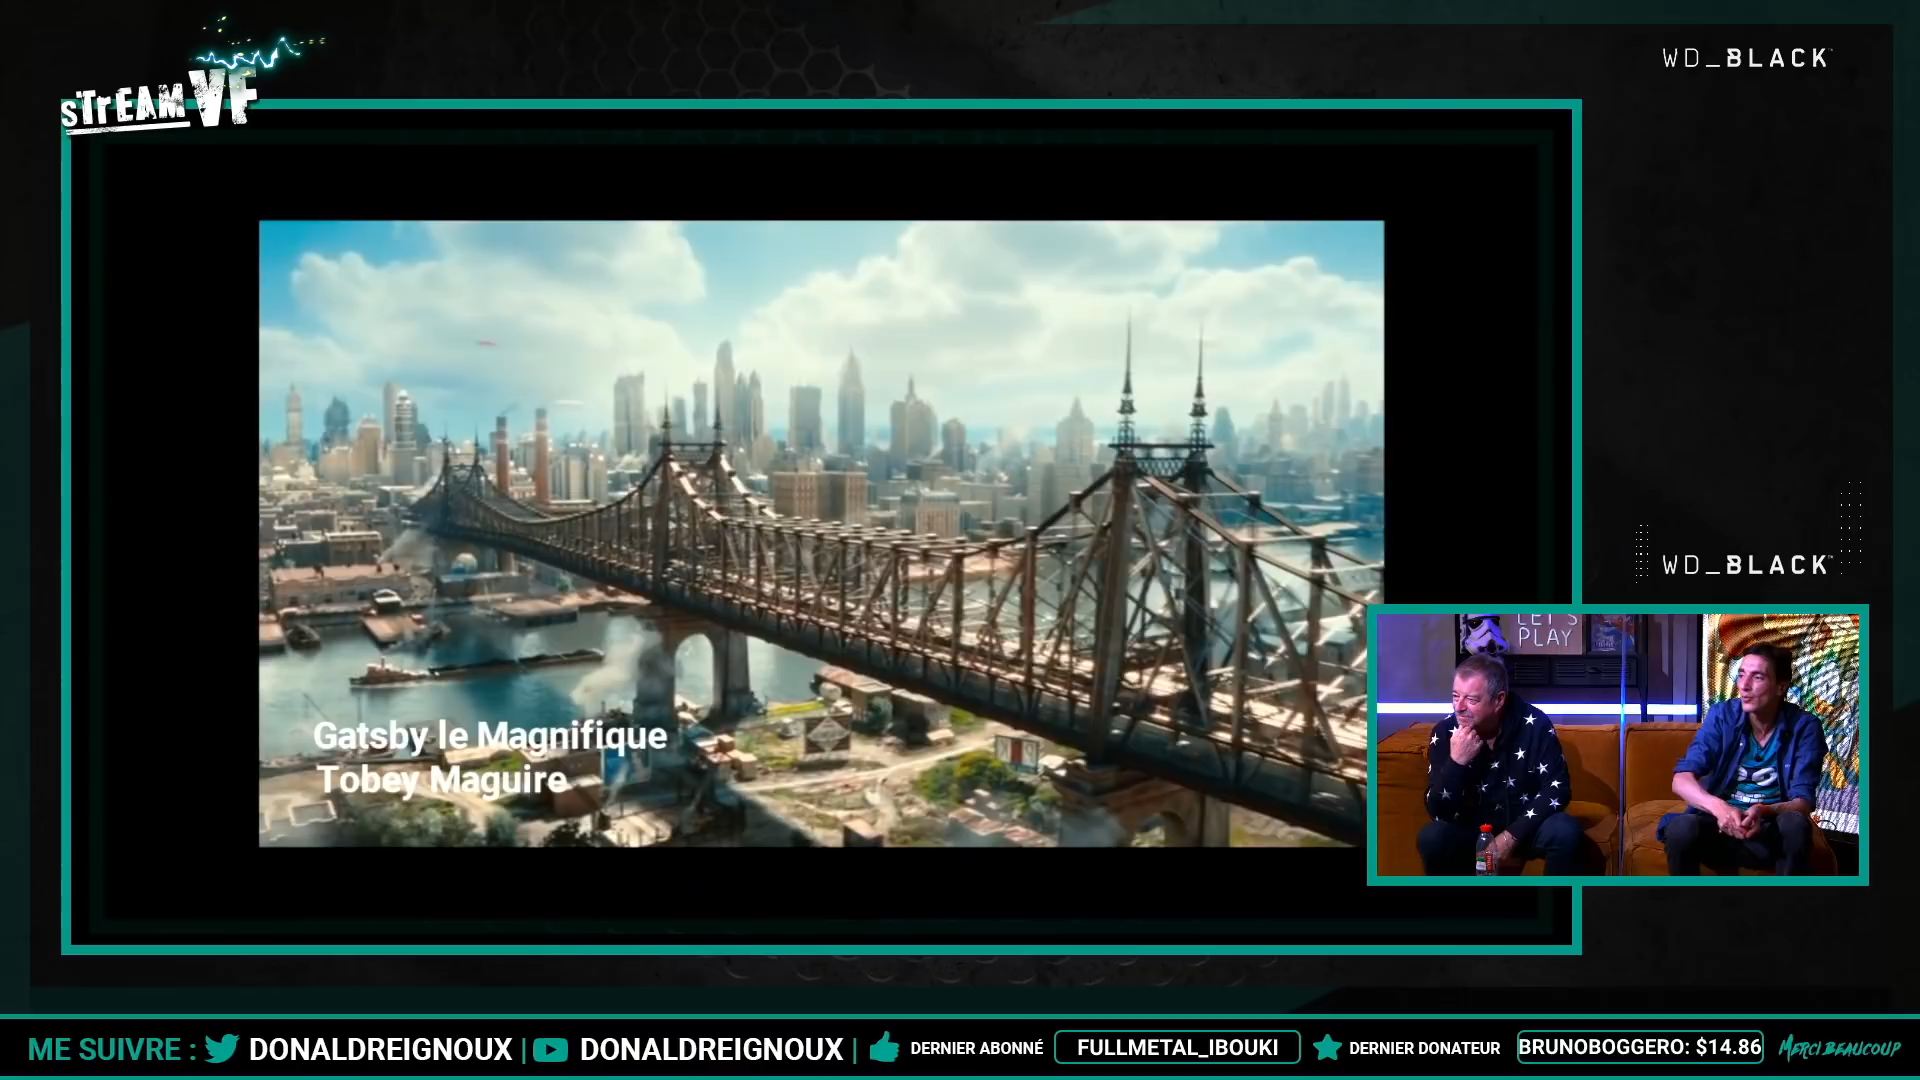 WD_BLACK
StrEAM VF
Gatsby le Magnifique
Tobey Maguire
WD_BLACK
LET'S
PLAY
ME SUIVRE : DONALDREIGNOUX | DONALDREIGNOUX | DERNIER ABONNÉ FULLMETAL_IBOUKI DERNIER DONATEUR BRUNOBOGGERO: $14.86 MERCI BEAUCOUP